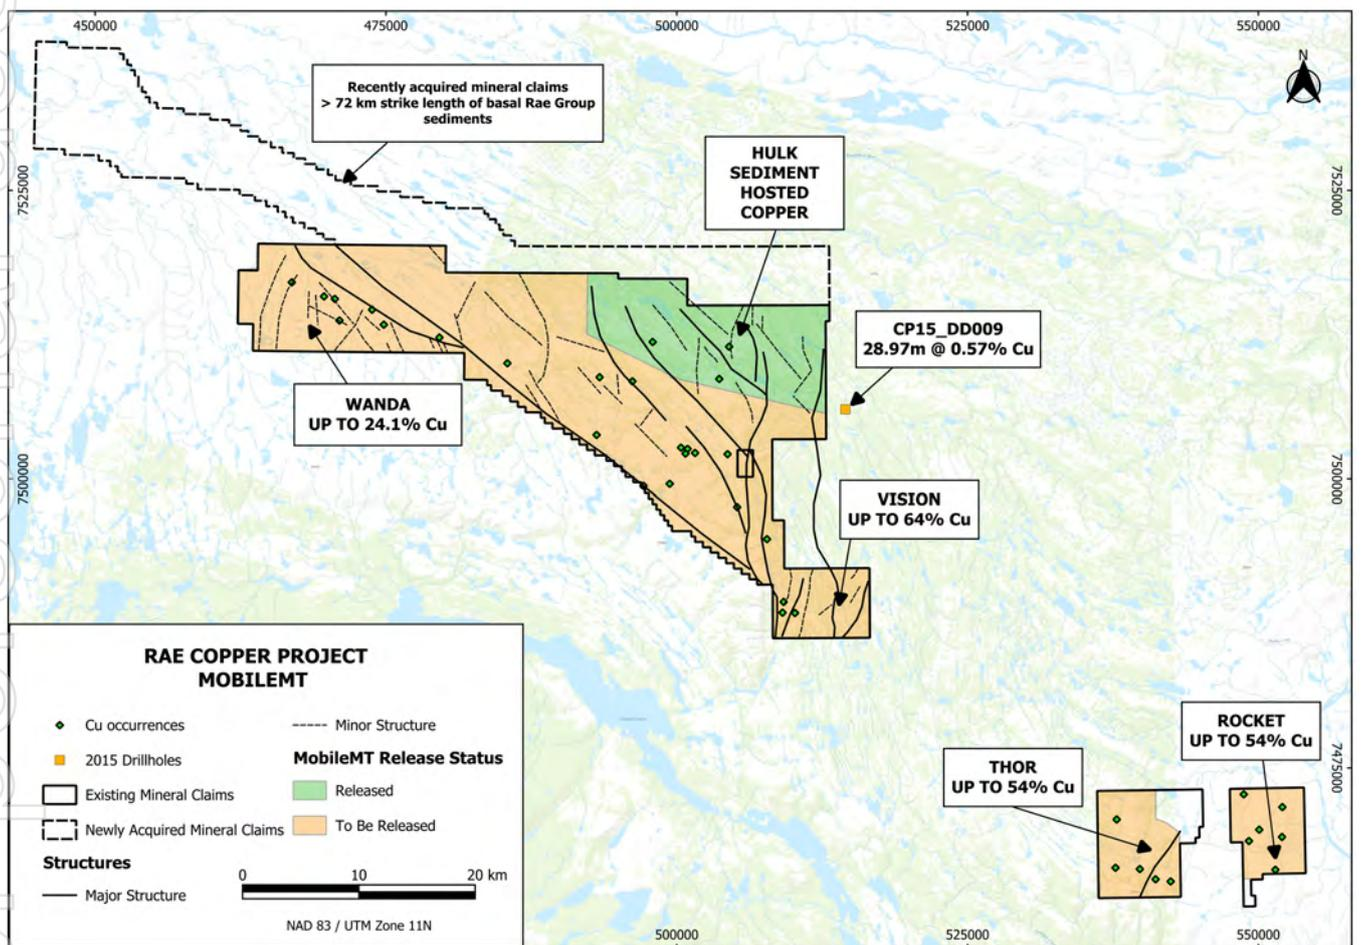 450000
475000
500000
525000
550000
N
Recently acquired mineral claims
> 72 km strike length of basal Rae Group
sediments
HULK
SEDIMENT
HOSTED
COPPER
7525000
7525000
CP15_DD009
28.97m @ 0.57% Cu
WANDA
UP TO 24.1% Cu
7500000
7500000
VISION
UP TO 64% Cu
RAE COPPER PROJECT
MOBILEMT
Cu occurrences
2015 Drillholes
Existing Mineral Claims
Newly Acquired Mineral Claims
Structures
Major Structure
Minor Structure
MobileMT Release Status
Released
To Be Released
0
10
20 km
NAD 83 / UTM Zone 11N
ROCKET
UP TO 54% Cu
THOR
UP TO 54% Cu
7475000
500000
525000
550000